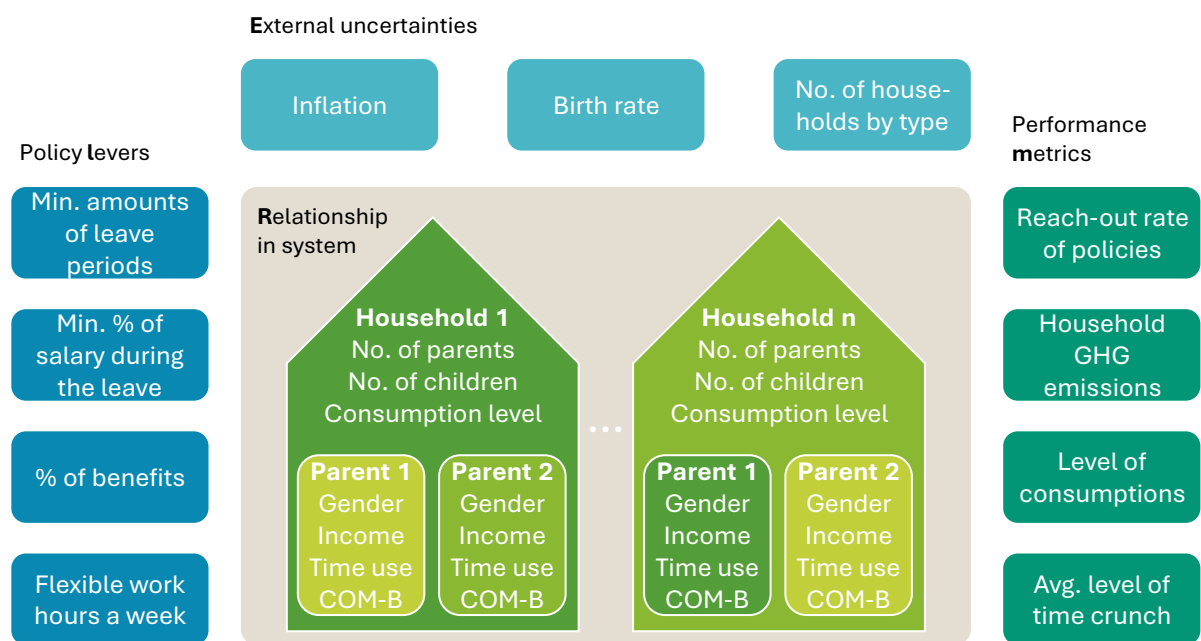 External uncertainties
Inflation
Birth rate
No. of house-
holds by type
Policy levers
Min. amounts
of leave
periods
Min. % of
salary during
the leave
% of benefits
Flexible work
hours a week
Relationship
in system
Household 1
No. of parents
No. of children
Consumption level
Parent 1
Gender
Income
Time use
COM-B
Parent 2
Gender
Income
Time use
COM-B
...
Household n
No. of parents
No. of children
Consumption level
Parent 1
Gender
Income
Time use
COM-B
Parent 2
Gender
Income
Time use
COM-B
Performance
metrics
Reach-out rate
of policies
Household
GHG
emissions
Level of
consumptions
Avg. level of
time crunch